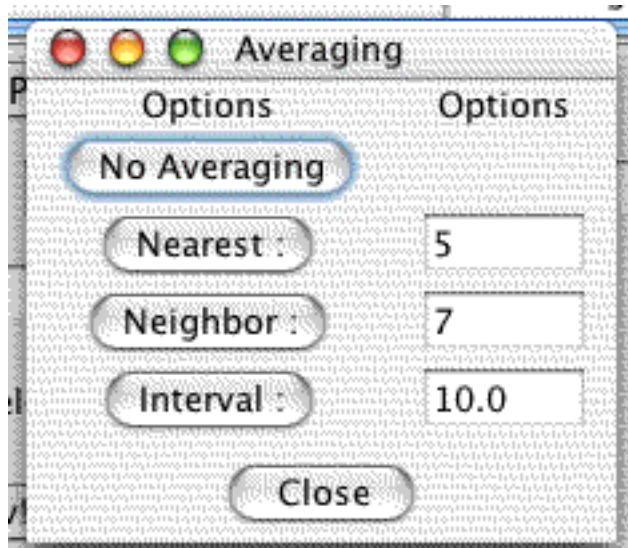 Averaging
Options Options
No Averaging
Nearest : 5
Neighbor : 7
Interval : 10.0
Close